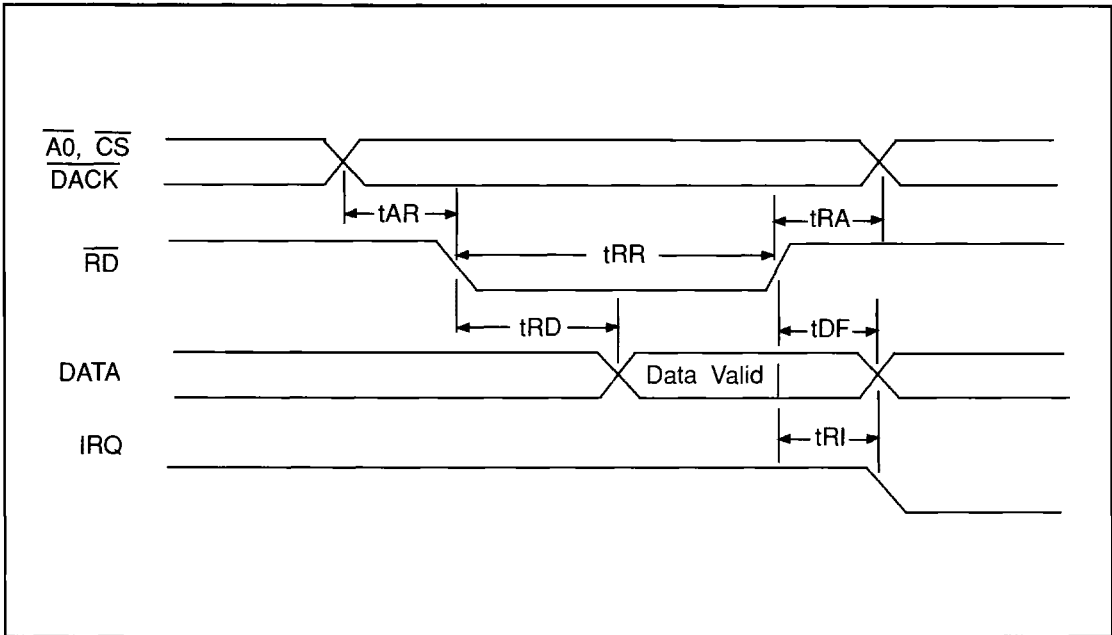 A0, CS
DACK
tAR
tRA
RD
tRR
tRD
tDF
DATA
Data Valid
IRQ
tRI